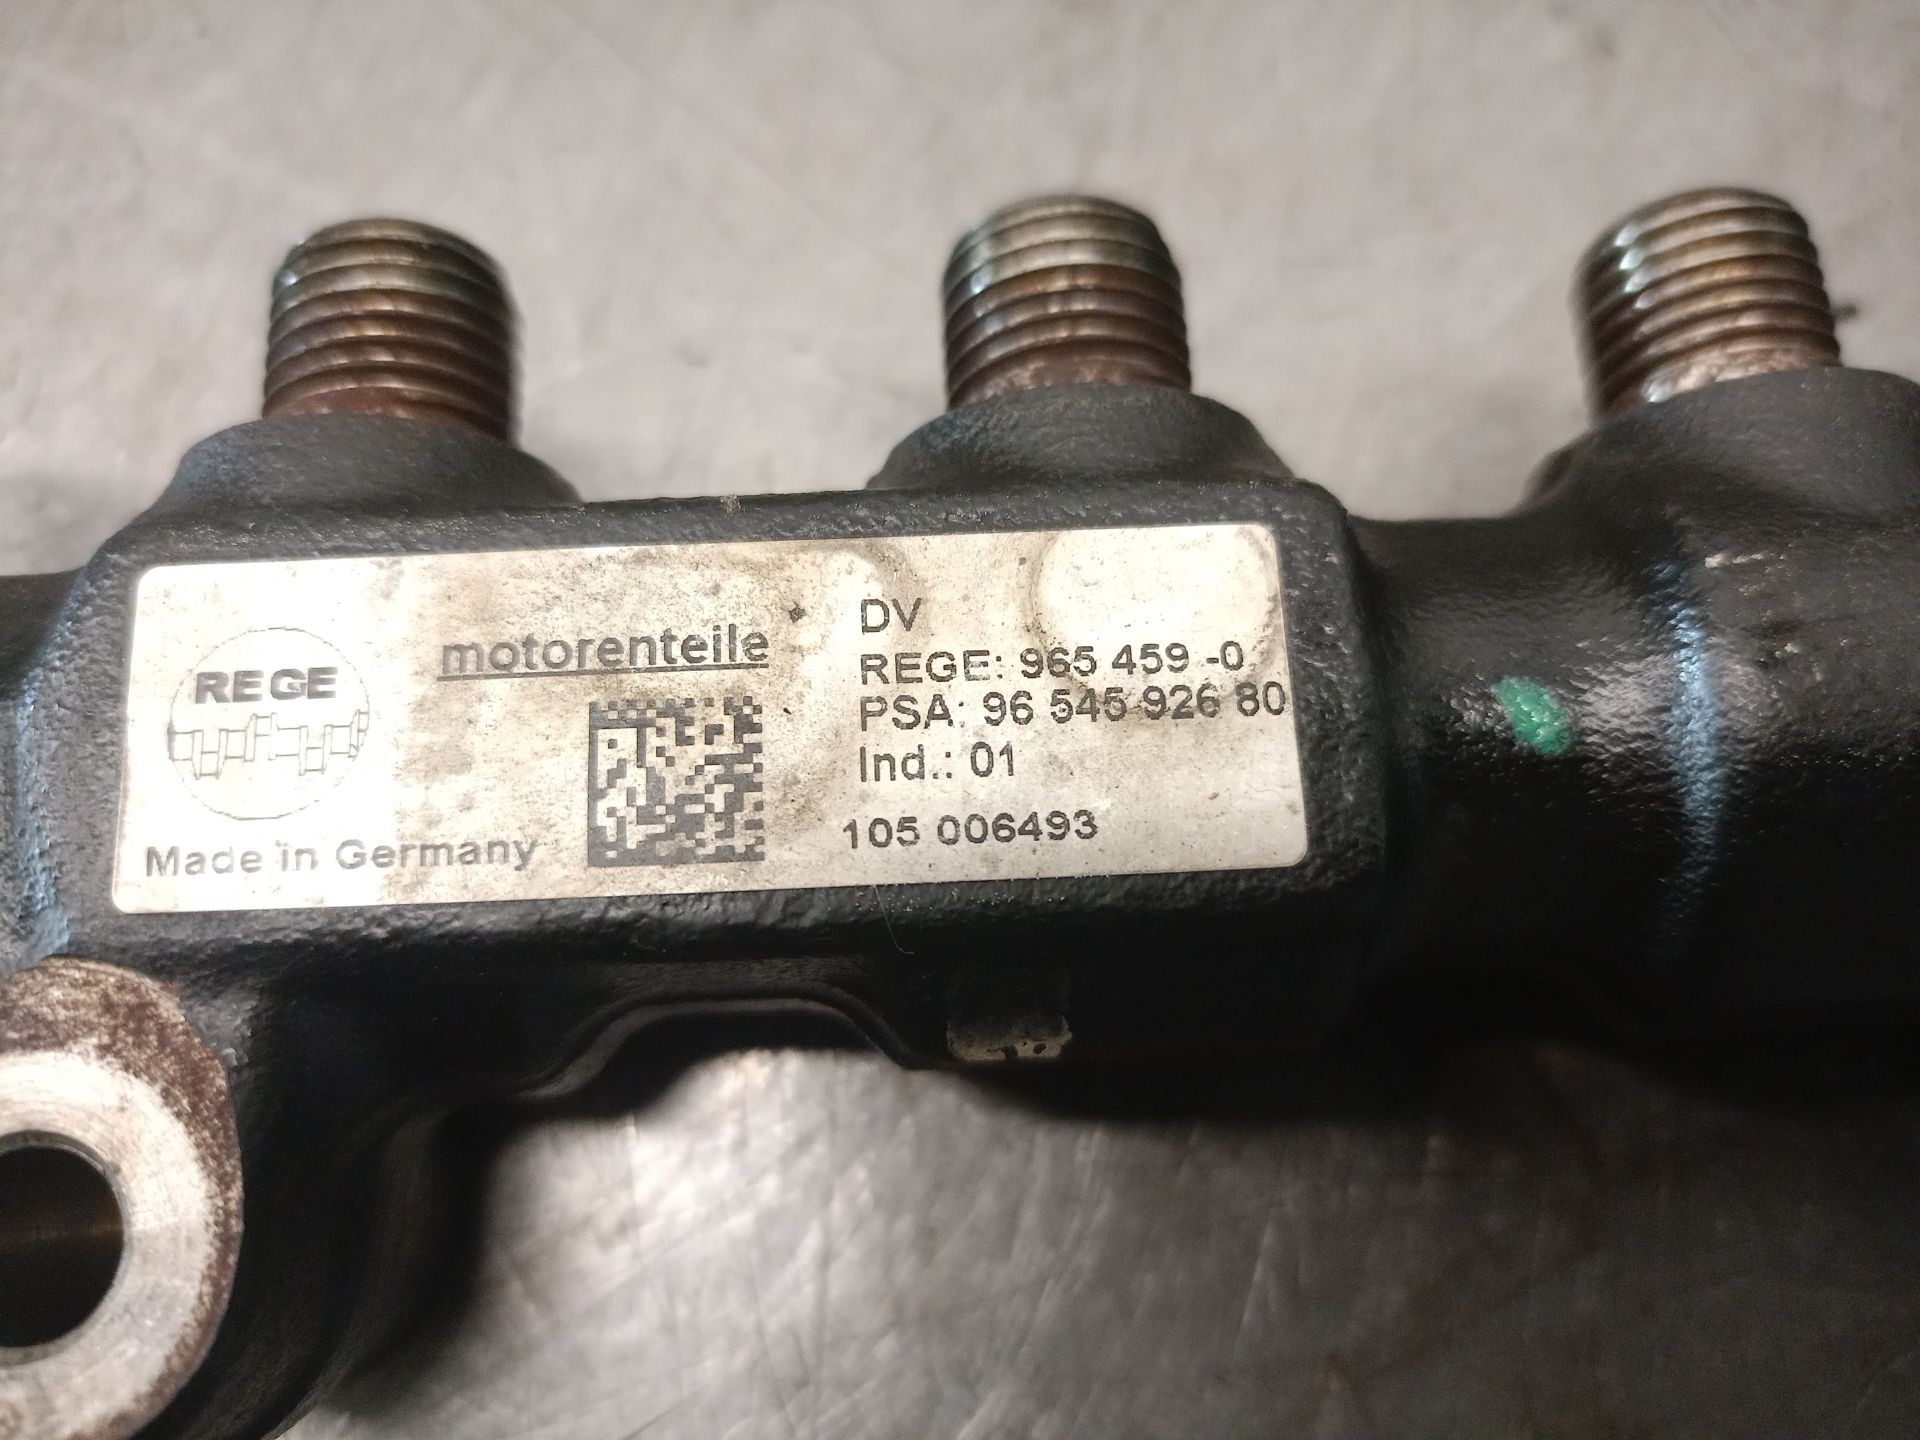 REGE
motorenteile
Made in Germany
DV
REGE: 965 459 -0
PSA: 96 545 926 80
Ind.: 01
105 006493